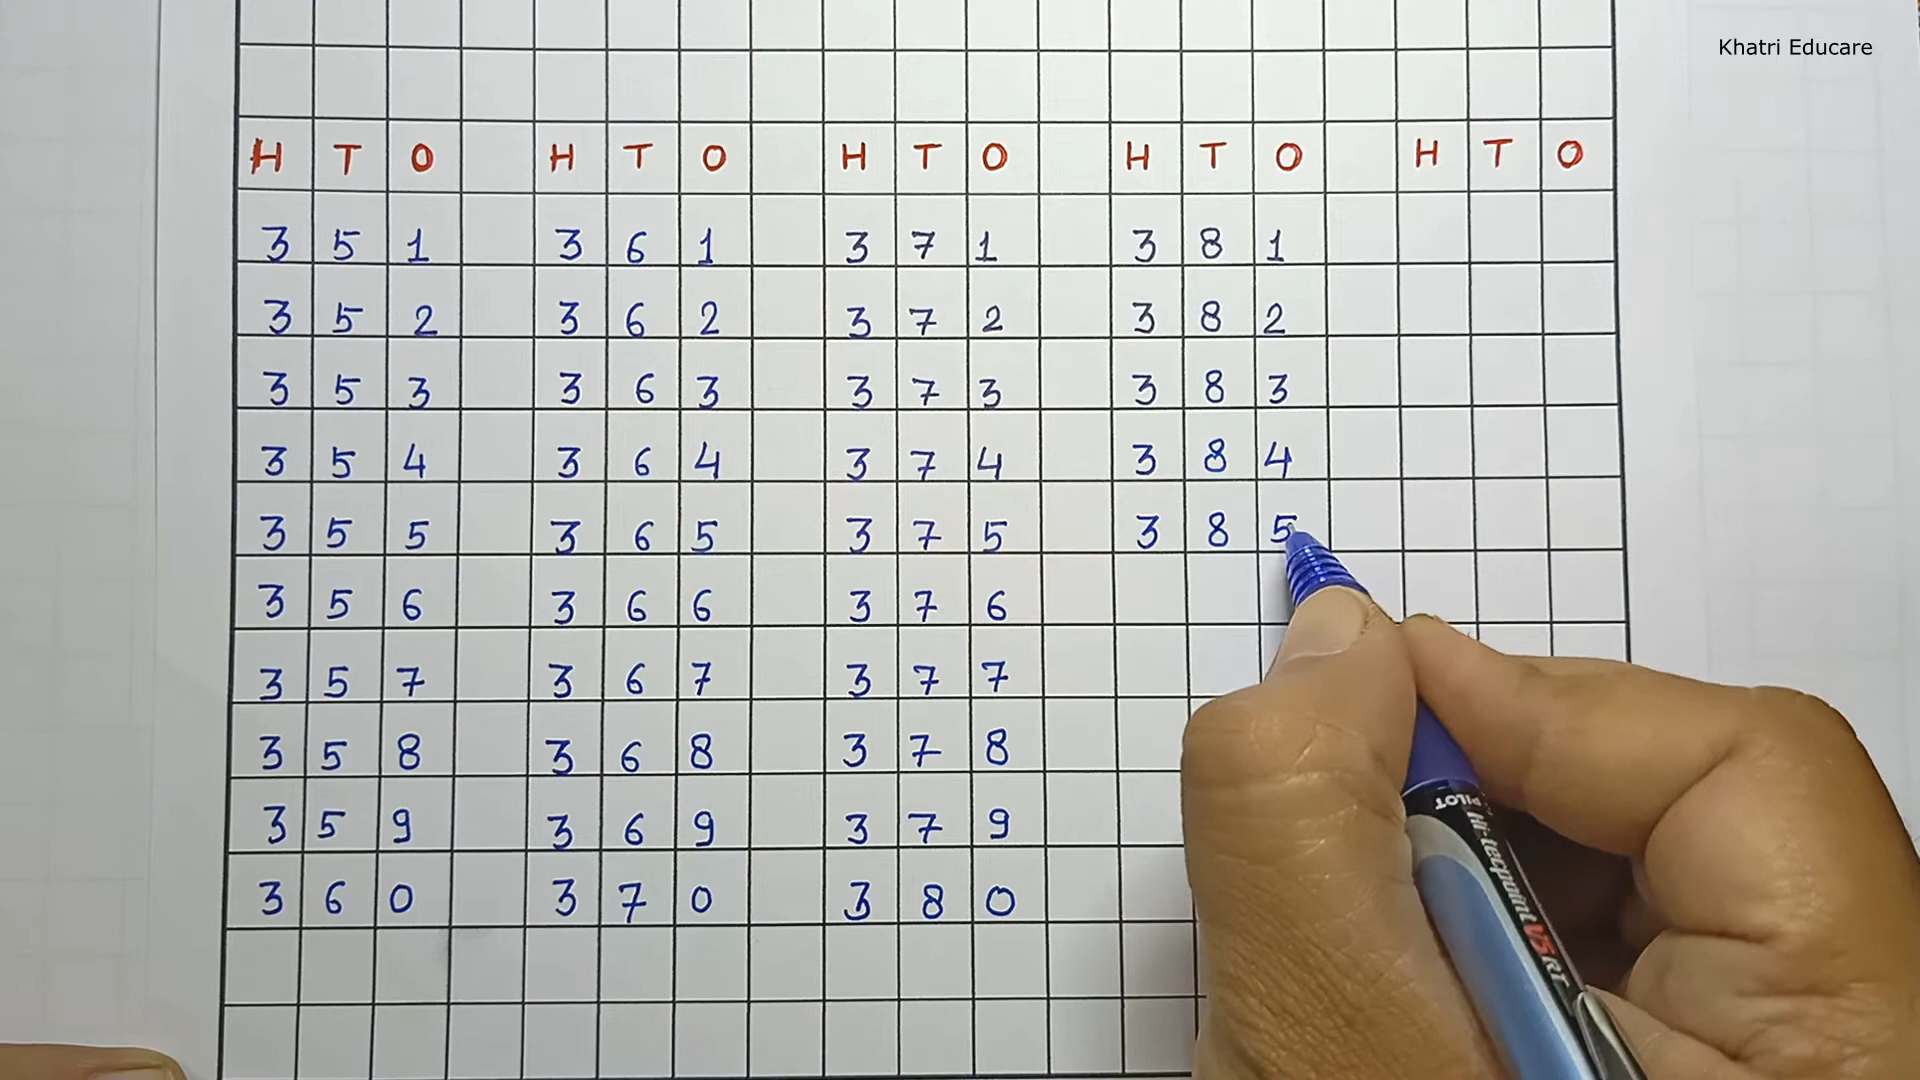 Khatri Educare
H T O H T O H T O H T O H T O
3 5 1 3 6 1 3 7 1 3 8 1
3 5 2 3 6 2 3 7 2 3 8 2
3 5 3 3 6 3 3 7 3 3 8 3
3 5 4 3 6 4 3 7 4 3 8 4
3 5 5 3 6 5 3 7 5 3 8 5
3 5 6 3 6 6 3 7 6
3 5 7 3 6 7 3 7 7
3 5 8 3 6 8 3 7 8
3 5 9 3 6 9 3 7 9
3 6 0 3 7 0 3 8 0
PILOT
Hi-tecpoint V5 RT